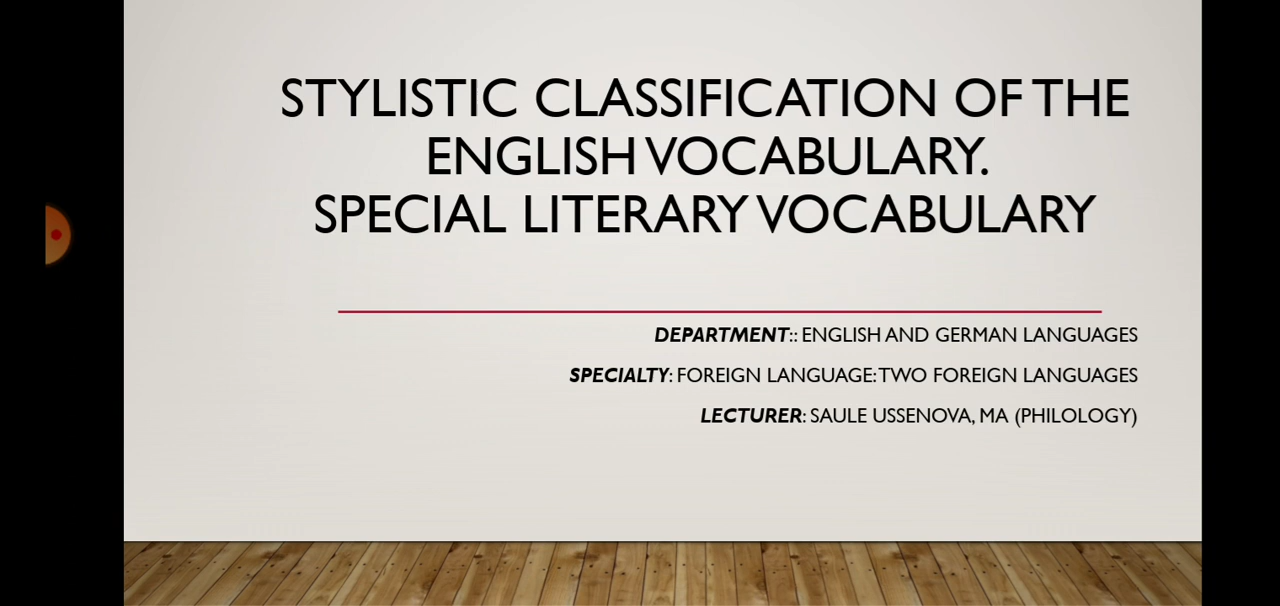 STYLISTIC CLASSIFICATION OF THE
ENGLISH VOCABULARY.
SPECIAL LITERARY VOCABULARY
DEPARTMENT:: ENGLISH AND GERMAN LANGUAGES
SPECIALTY: FOREIGN LANGUAGE: TWO FOREIGN LANGUAGES
LECTURER: SAULE USSENOVA, MA (PHILOLOGY)